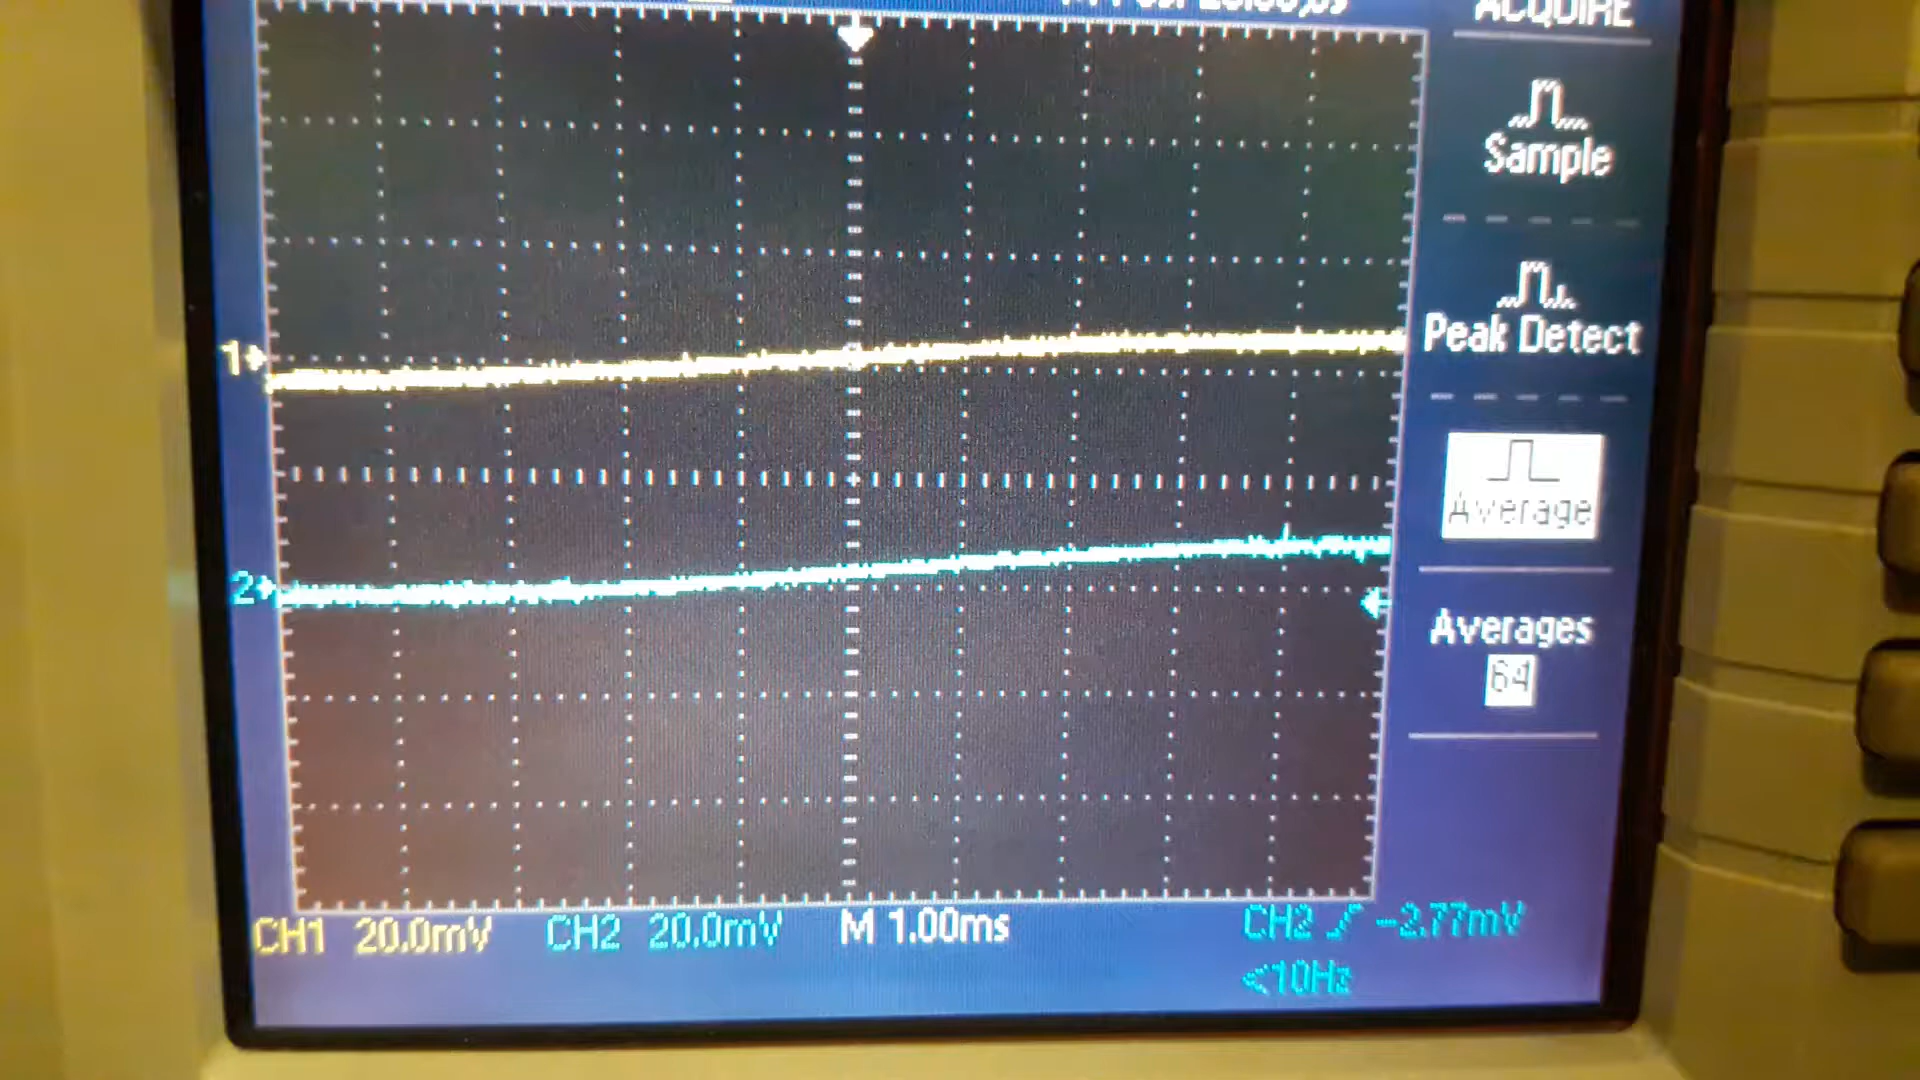 ACQUIRE
Sample
Peak Detect
Average
Averages
64
1
2
CH1 20.0mV CH2 20.0mV M 1.00ms CH2 -2.77mV
<10Hz